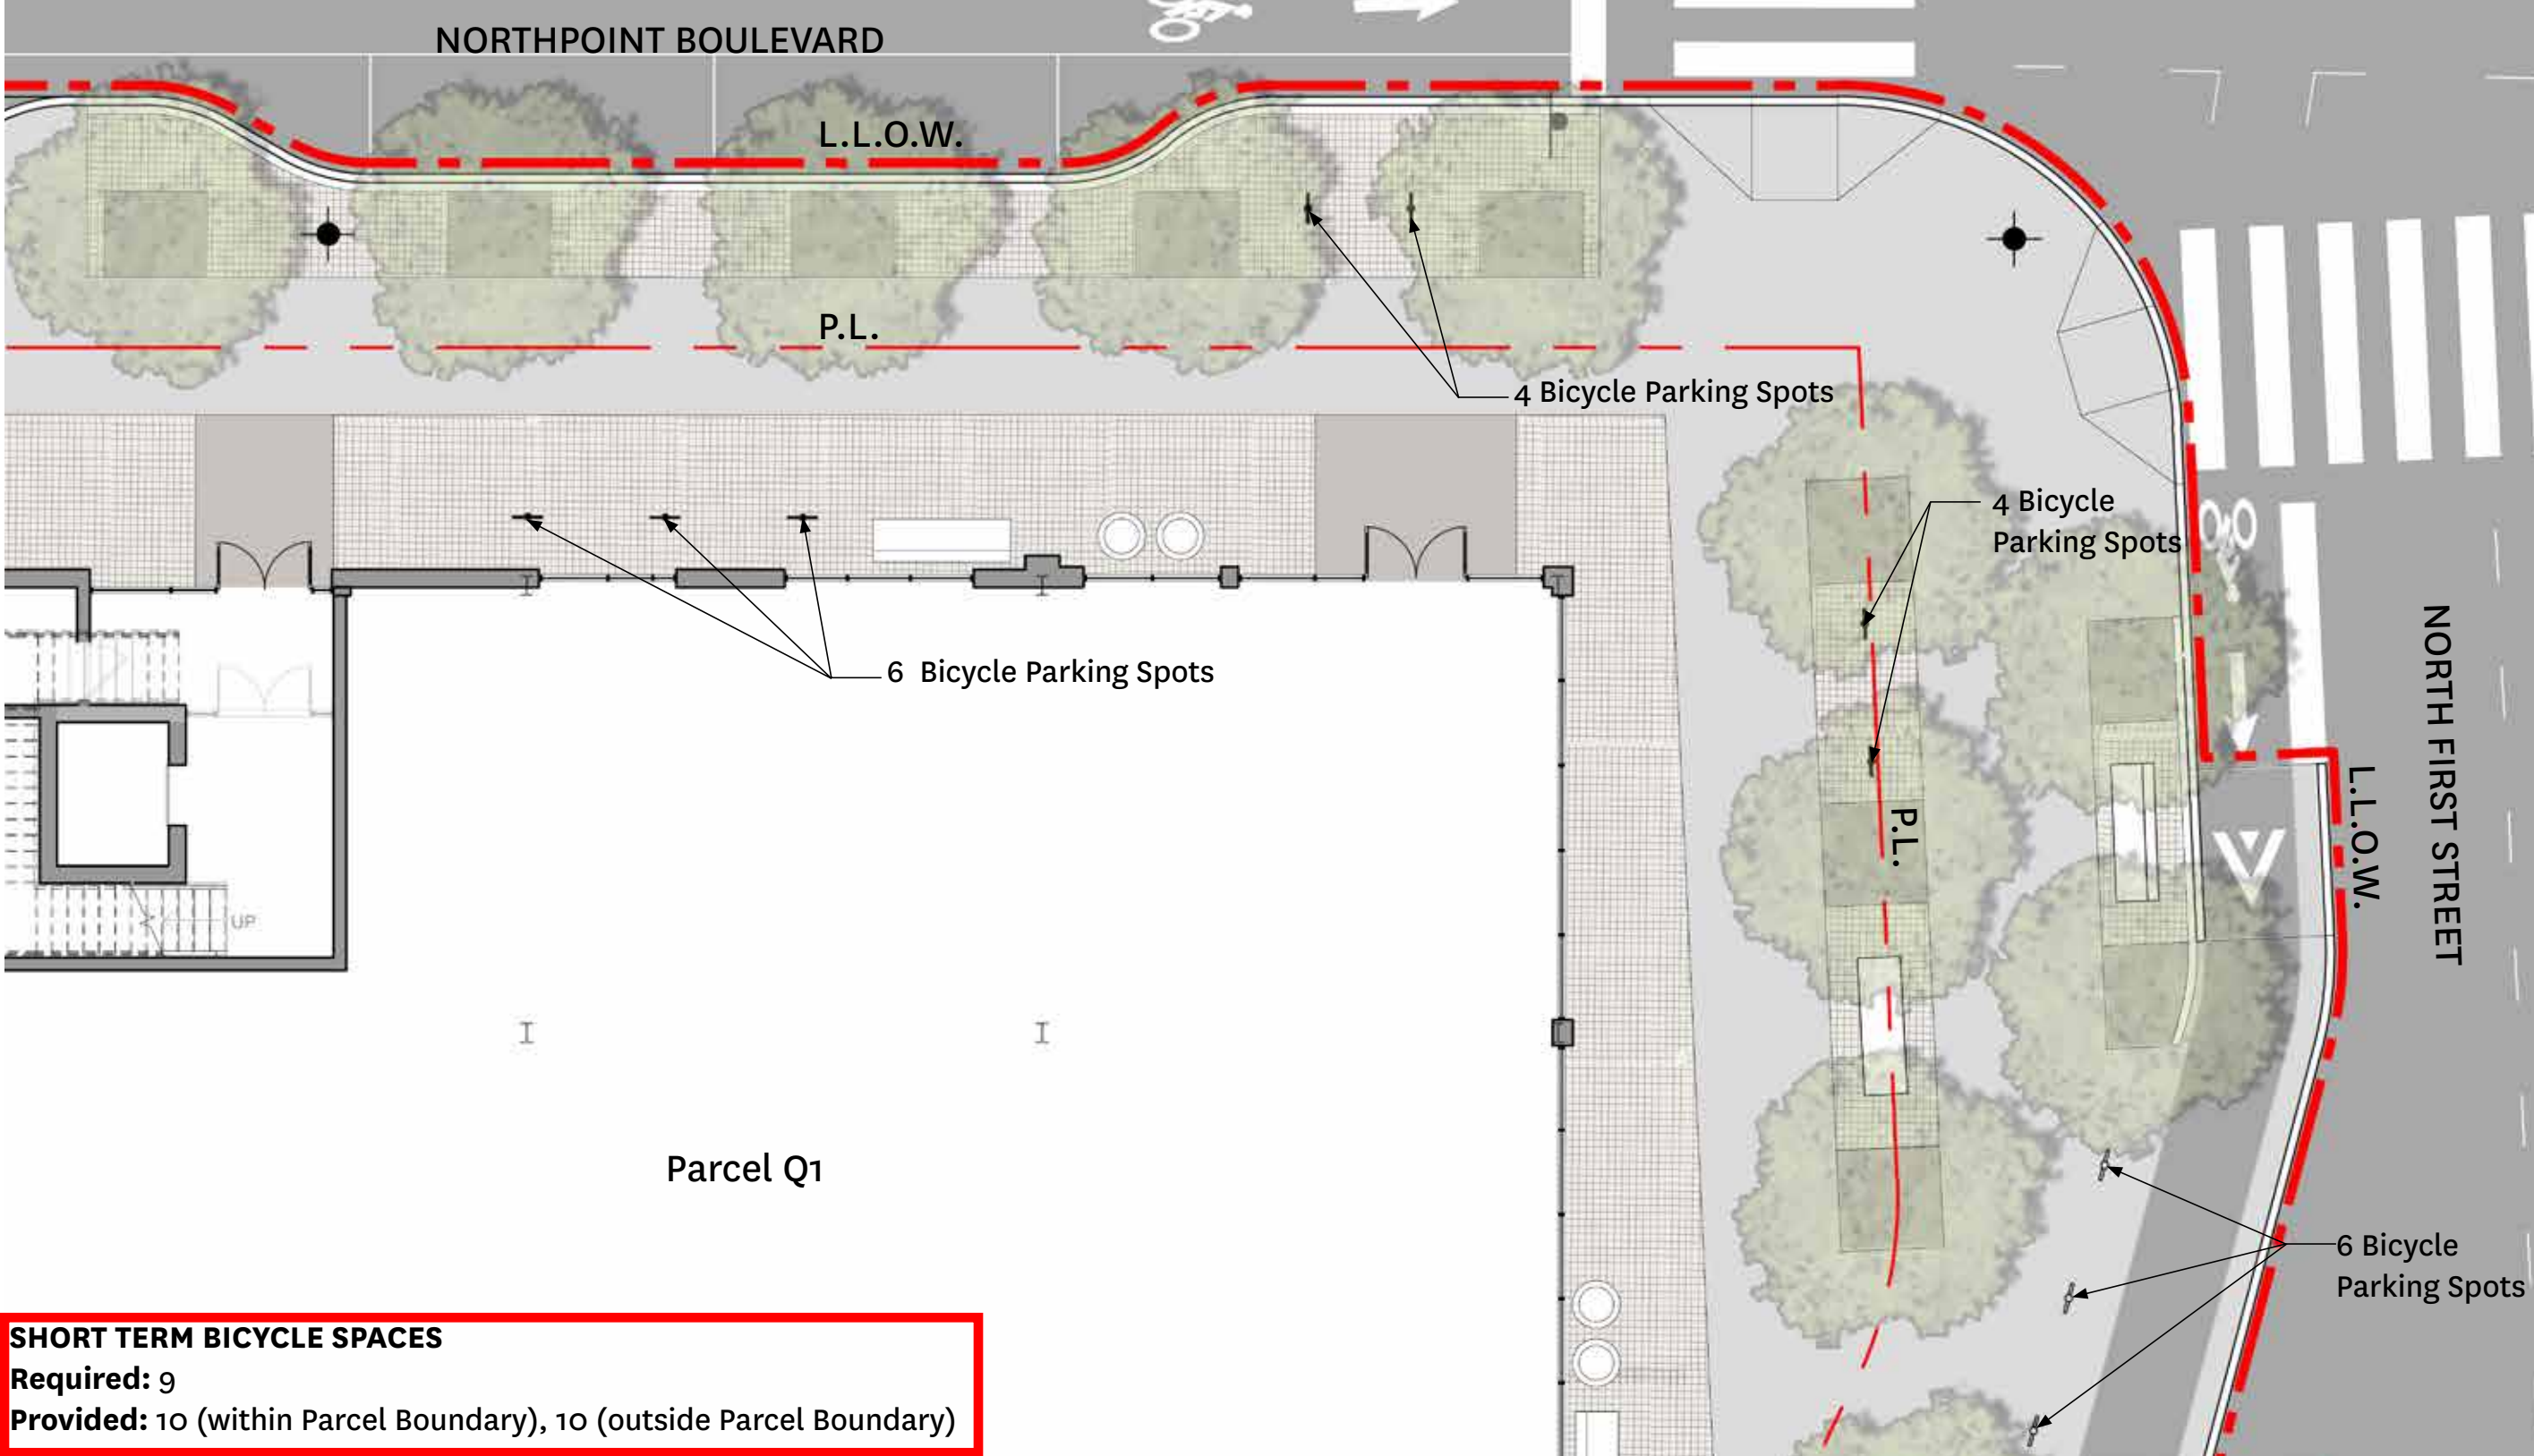 NORTHPOINT BOULEVARD
L.L.O.W.
P.L.
4 Bicycle Parking Spots
4 Bicycle
Parking Spots
6 Bicycle Parking Spots
NORTH FIRST STREET
L.L.O.W.
P.L.
UP
Parcel Q1
6 Bicycle
Parking Spots
SHORT TERM BICYCLE SPACES
Required: 9
Provided: 10 (within Parcel Boundary), 10 (outside Parcel Boundary)